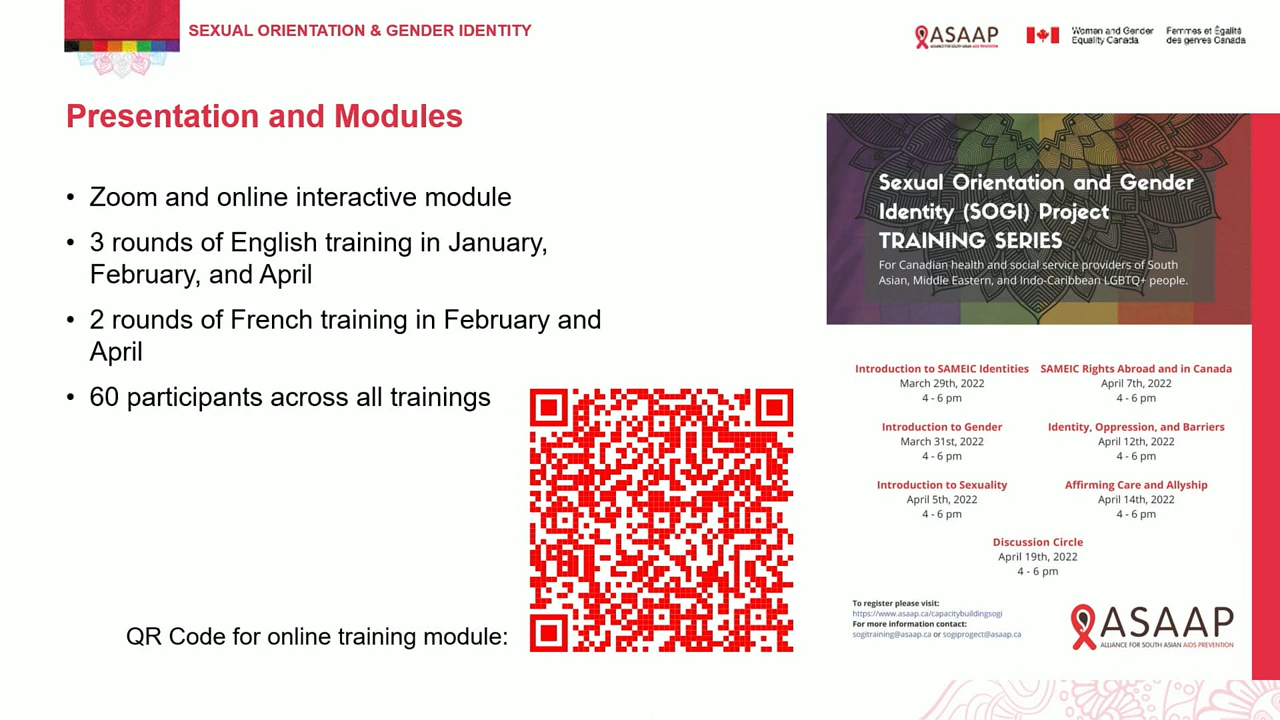 SEXUAL ORIENTATION & GENDER IDENTITY
ASAAP
ALLIANCE FOR SOUTH ASIAN AIDS PREVENTION
Women and Gender
Equality Canada
Femmes et Égalité
des genres Canada
Presentation and Modules
• Zoom and online interactive module
• 3 rounds of English training in January,
February, and April
• 2 rounds of French training in February and
April
• 60 participants across all trainings
QR Code for online training module:
Sexual Orientation and Gender
Identity (SOGI) Project
TRAINING SERIES
For Canadian health and social service providers of South
Asian, Middle Eastern, and Indo-Caribbean LGBTQ+ people.
Introduction to SAMEIC Identities
March 29th, 2022
4 - 6 pm
SAMEIC Rights Abroad and in Canada
April 7th, 2022
4 - 6 pm
Introduction to Gender
March 31st, 2022
4 - 6 pm
Identity, Oppression, and Barriers
April 12th, 2022
4 - 6 pm
Introduction to Sexuality
April 5th, 2022
4 - 6 pm
Affirming Care and Allyship
April 14th, 2022
4 - 6 pm
Discussion Circle
April 19th, 2022
4 - 6 pm
To register please visit:
https://www.asaap.ca/capacitybuildingsogi
For more information contact:
sogitraining@asaap.ca or sogiprogect@asaap.ca
ASAAP
ALLIANCE FOR SOUTH ASIAN AIDS PREVENTION